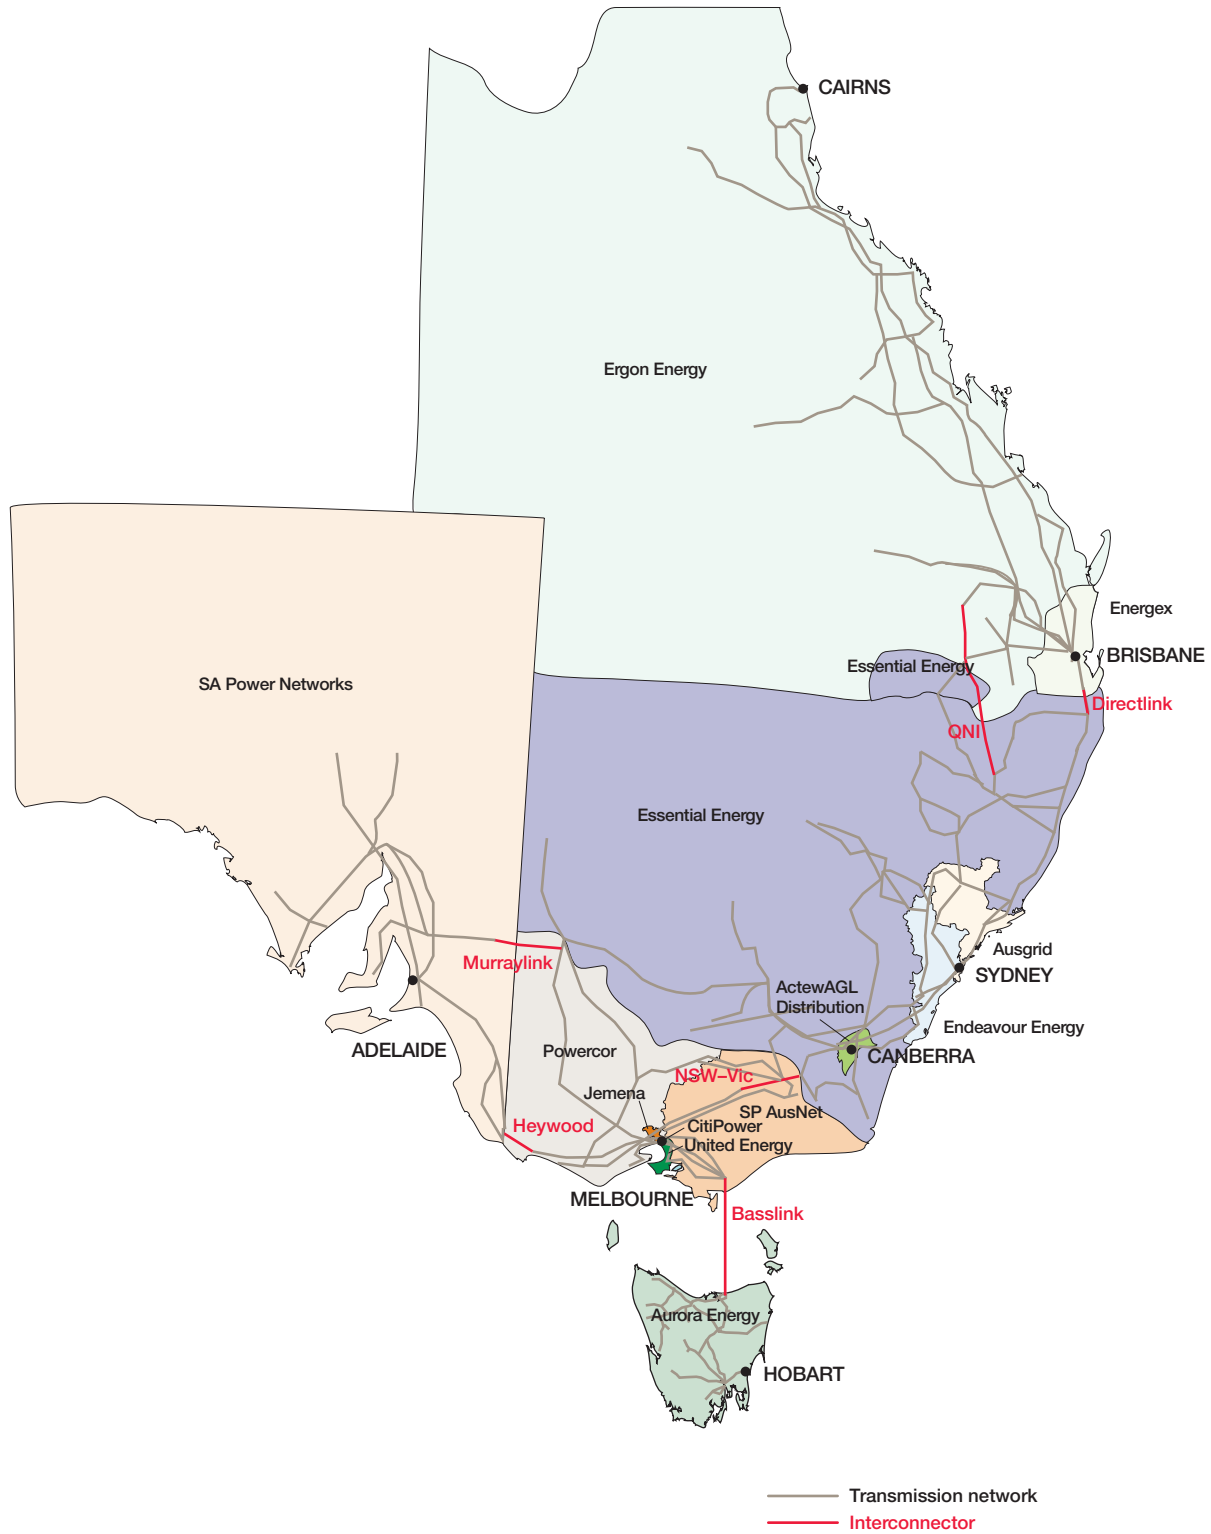 CAIRNS
Ergon Energy
Energex
BRISBANE
Essential Energy
SA Power Networks
Directlink
QNI
Essential Energy
Ausgrid
Murraylink
SYDNEY
ActewAGL
Distribution
Endeavour Energy
ADELAIDE
Powercor
CANBERRA
NSW–Vic
Jemena
SP AusNet
Heywood
CitiPower
United Energy
MELBOURNE
Basslink
Aurora Energy
HOBART
Transmission network
Interconnector